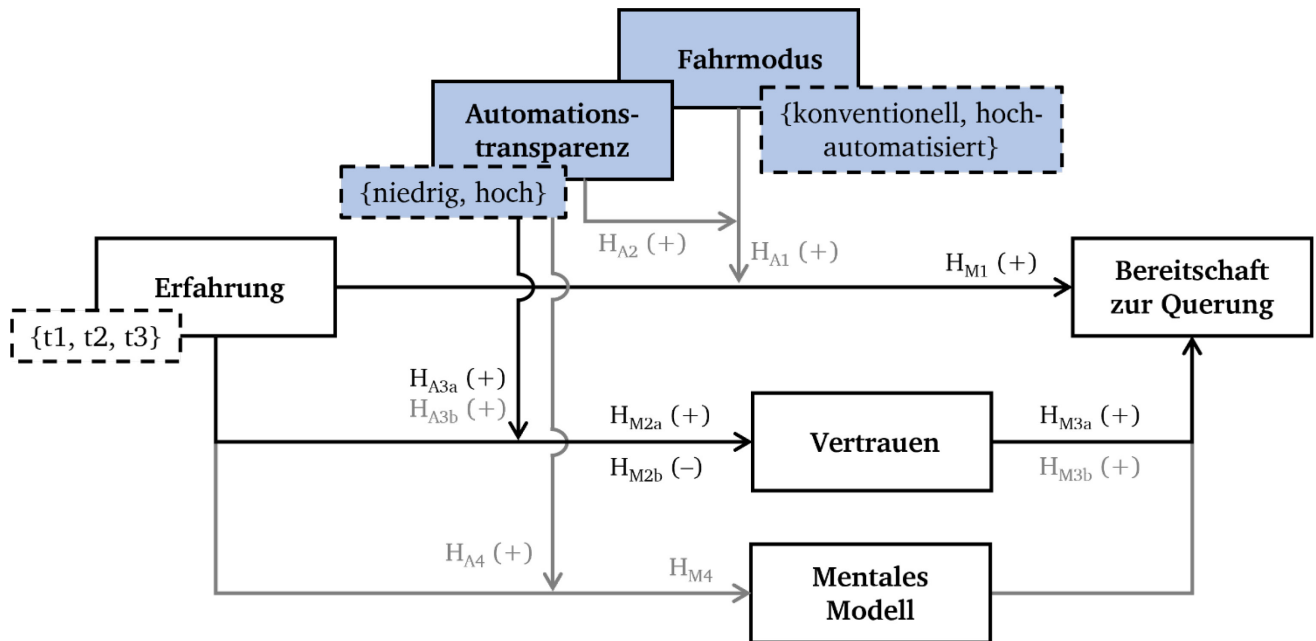 Fahrmodus
{konventionell, hoch-
automatisiert}
Automations-
transparenz
{niedrig, hoch}
H_A2 (+)
H_A1 (+)
Erfahrung
{t1, t2, t3}
H_M1 (+)
Bereitschaft
zur Querung
H_A3a (+)
H_A3b (+)
H_M2a (+)
H_M2b (–)
Vertrauen
H_M3a (+)
H_M3b (+)
H_A4 (+)
H_M4
Mentales
Modell